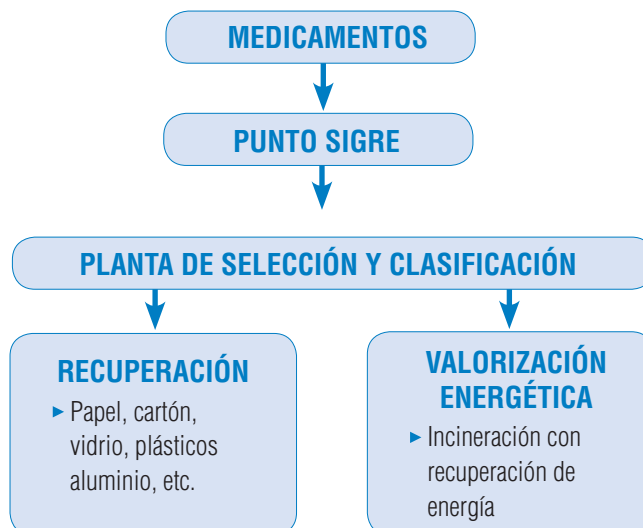 MEDICAMENTOS
PUNTO SIGRE
PLANTA DE SELECCIÓN Y CLASIFICACIÓN
RECUPERACIÓN
▸ Papel, cartón,
vidrio, plásticos
aluminio, etc.
VALORIZACIÓN
ENERGÉTICA
▸ Incineración con
recuperación de
energía